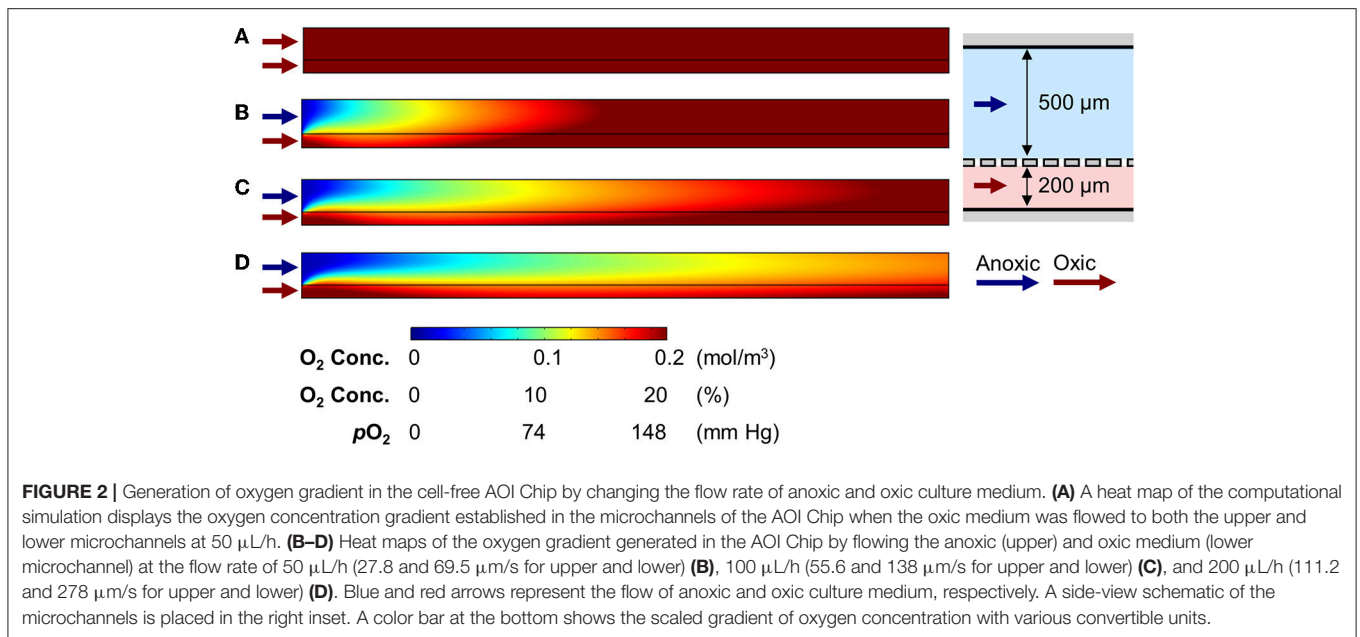 A
B
C
D
500 µm
200 µm
Anoxic Oxic
O₂ Conc. 0 0.1 0.2 (mol/m³)
O₂ Conc. 0 10 20 (%)
pO₂ 0 74 148 (mm Hg)
FIGURE 2 | Generation of oxygen gradient in the cell-free AOI Chip by changing the flow rate of anoxic and oxic culture medium. (A) A heat map of the computational
simulation displays the oxygen concentration gradient established in the microchannels of the AOI Chip when the oxic medium was flowed to both the upper and
lower microchannels at 50 µL/h. (B–D) Heat maps of the oxygen gradient generated in the AOI Chip by flowing the anoxic (upper) and oxic medium (lower
microchannel) at the flow rate of 50 µL/h (27.8 and 69.5 µm/s for upper and lower) (B), 100 µL/h (55.6 and 138 µm/s for upper and lower) (C), and 200 µL/h (111.2
and 278 µm/s for upper and lower) (D). Blue and red arrows represent the flow of anoxic and oxic culture medium, respectively. A side-view schematic of the
microchannels is placed in the right inset. A color bar at the bottom shows the scaled gradient of oxygen concentration with various convertible units.